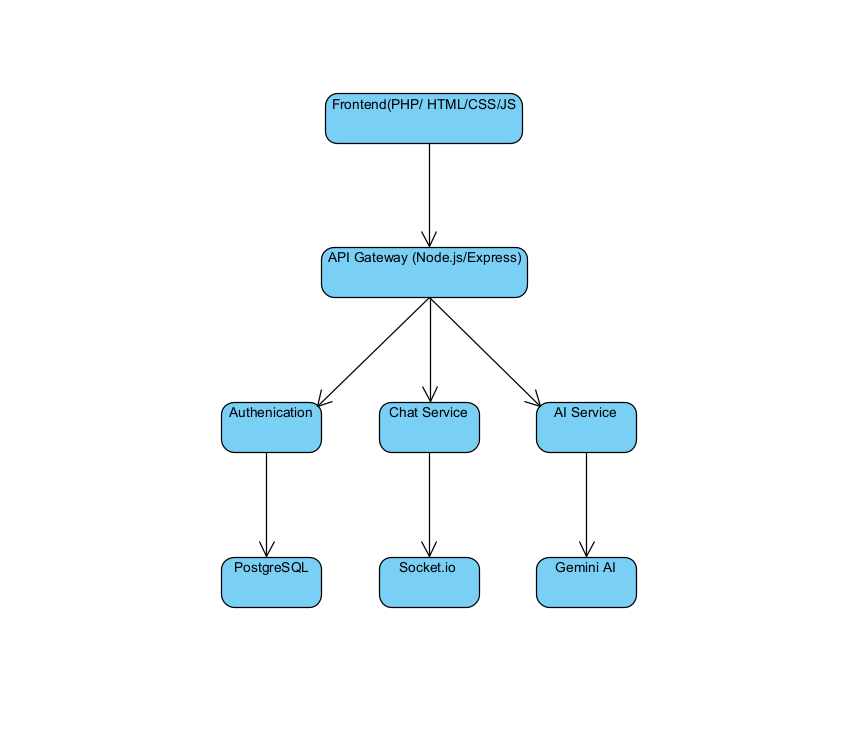 Frontend(PHP/ HTML/CSS/JS
API Gateway (Node.js/Express)
Authenication
Chat Service
AI Service
PostgreSQL
Socket.io
Gemini AI